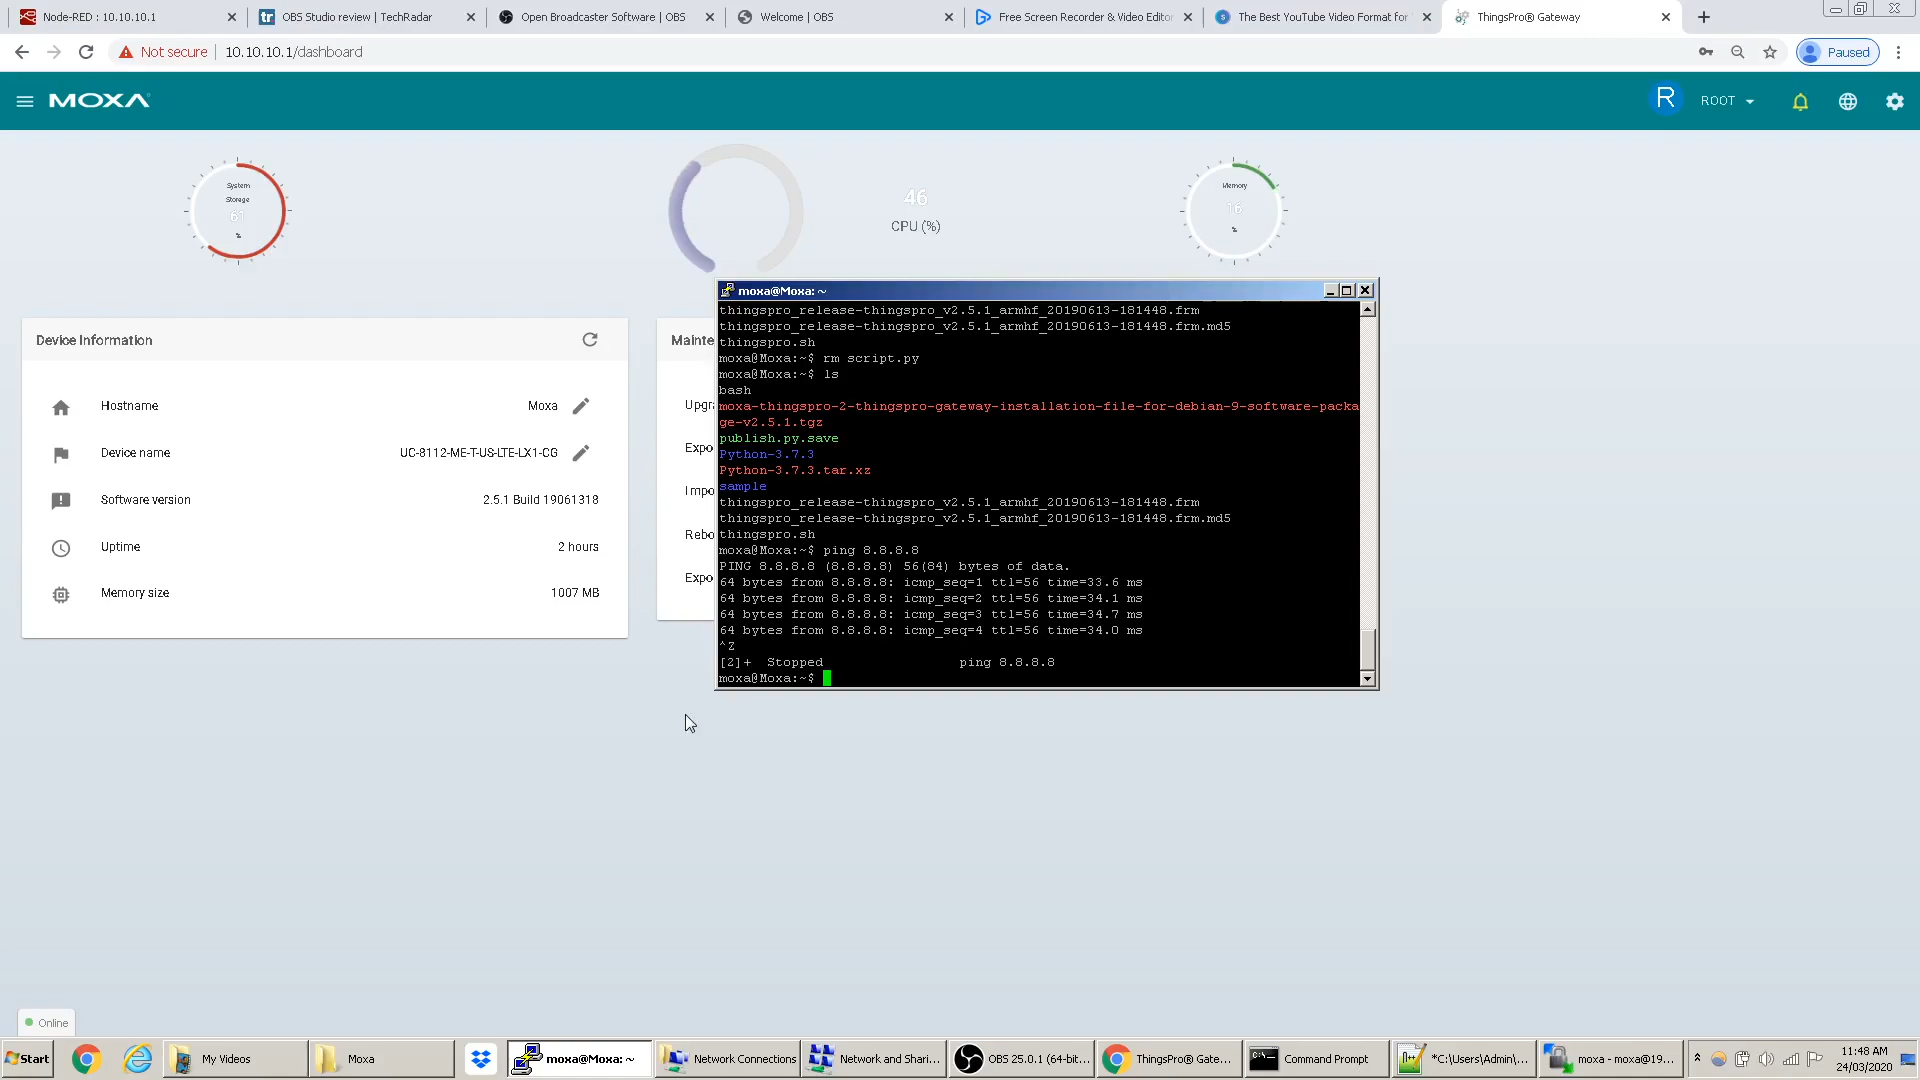 Node-RED : 10.10.10.1
OBS Studio review | TechRadar
Open Broadcaster Software | OBS
Welcome | OBS
Free Screen Recorder & Video Editor
The Best YouTube Video Format for
ThingsPro® Gateway
Not secure
10.10.10.1/dashboard
Paused
MOXA
R
ROOT
System
Storage
61
%
46
CPU (%)
Memory
16
%
Device Information
Hostname
Moxa
Device name
UC-8112-ME-T-US-LTE-LX1-CG
Software version
2.5.1 Build 19061318
Uptime
2 hours
Memory size
1007 MB
Mainte
Upgra
Expo
Impo
Rebo
Expo
moxa@Moxa: ~
thingspro_release-thingspro_v2.5.1_armhf_20190613-181448.frm
thingspro_release-thingspro_v2.5.1_armhf_20190613-181448.frm.md5
thingspro.sh
moxa@Moxa:~$ rm script.py
moxa@Moxa:~$ ls
bash
moxa-thingspro-2-thingspro-gateway-installation-file-for-debian-9-software-packa
ge-v2.5.1.tgz
publish.py.save
Python-3.7.3
Python-3.7.3.tar.xz
sample
thingspro_release-thingspro_v2.5.1_armhf_20190613-181448.frm
thingspro_release-thingspro_v2.5.1_armhf_20190613-181448.frm.md5
thingspro.sh
moxa@Moxa:~$ ping 8.8.8.8
PING 8.8.8.8 (8.8.8.8) 56(84) bytes of data.
64 bytes from 8.8.8.8: icmp_seq=1 ttl=56 time=33.6 ms
64 bytes from 8.8.8.8: icmp_seq=2 ttl=56 time=34.1 ms
64 bytes from 8.8.8.8: icmp_seq=3 ttl=56 time=34.7 ms
64 bytes from 8.8.8.8: icmp_seq=4 ttl=56 time=34.0 ms
^Z
[2]+  Stopped                 ping 8.8.8.8
moxa@Moxa:~$
Online
Start
My Videos
Moxa
moxa@Moxa: ~
Network Connections
Network and Shari...
OBS 25.0.1 (64-bit...
ThingsPro® Gate...
Command Prompt
*C:\Users\Admin\...
moxa - moxa@19...
11:48 AM
24/03/2020